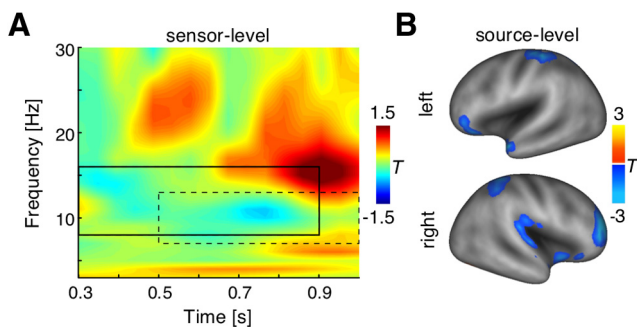 A
sensor-level
Frequency [Hz]
30
20
10
0.3
0.5
0.7
0.9
Time [s]
1.5
T
-1.5
B
source-level
left
right
3
T
-3